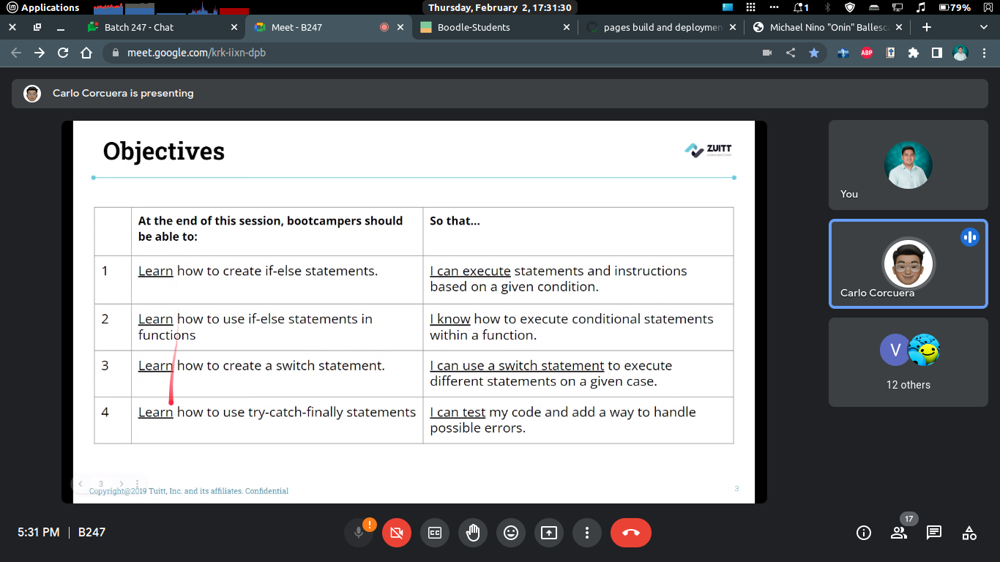 Applications
Thursday, February 2, 17:31:30
1
79%
Batch 247 - Chat
Meet - B247
Boodle-Students
pages build and deploymen
Michael Nino "Onin" Ballesc
meet.google.com/krk-iixn-dpb
ABP
Carlo Corcuera is presenting
Objectives
ZUITT
At the end of this session, bootcampers should
be able to:
So that...
1
Learn how to create if-else statements.
I can execute statements and instructions
based on a given condition.
2
Learn how to use if-else statements in
functions
I know how to execute conditional statements
within a function.
3
Learn how to create a switch statement.
I can use a switch statement to execute
different statements on a given case.
4
Learn how to use try-catch-finally statements
I can test my code and add a way to handle
possible errors.
3
Copyright@2019 Tuitt, Inc. and its affiliates. Confidential
3
You
Carlo Corcuera
V
12 others
5:31 PM | B247
!
CC
17